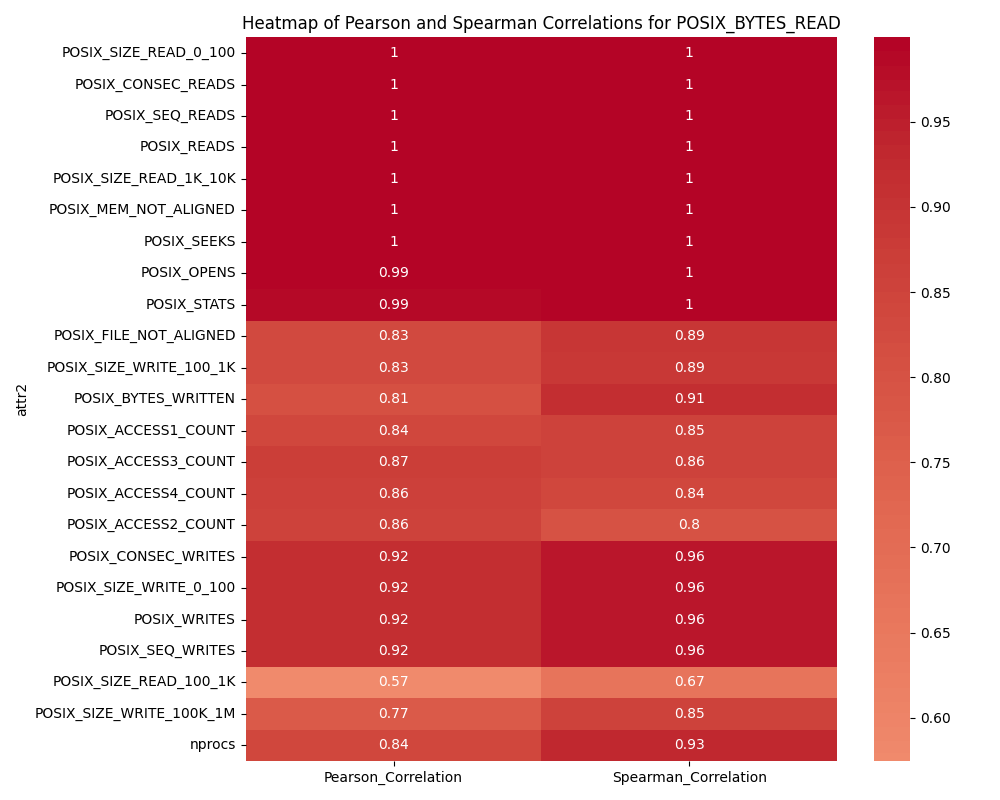 Heatmap of Pearson and Spearman Correlations for POSIX_BYTES_READ
attr2
POSIX_SIZE_READ_0_100 1 1
POSIX_CONSEC_READS 1 1
POSIX_SEQ_READS 1 1
POSIX_READS 1 1
POSIX_SIZE_READ_1K_10K 1 1
POSIX_MEM_NOT_ALIGNED 1 1
POSIX_SEEKS 1 1
POSIX_OPENS 0.99 1
POSIX_STATS 0.99 1
POSIX_FILE_NOT_ALIGNED 0.83 0.89
POSIX_SIZE_WRITE_100_1K 0.83 0.89
POSIX_BYTES_WRITTEN 0.81 0.91
POSIX_ACCESS1_COUNT 0.84 0.85
POSIX_ACCESS3_COUNT 0.87 0.86
POSIX_ACCESS4_COUNT 0.86 0.84
POSIX_ACCESS2_COUNT 0.86 0.8
POSIX_CONSEC_WRITES 0.92 0.96
POSIX_SIZE_WRITE_0_100 0.92 0.96
POSIX_WRITES 0.92 0.96
POSIX_SEQ_WRITES 0.92 0.96
POSIX_SIZE_READ_100_1K 0.57 0.67
POSIX_SIZE_WRITE_100K_1M 0.77 0.85
nprocs 0.84 0.93
Pearson_Correlation Spearman_Correlation
0.95
0.90
0.85
0.80
0.75
0.70
0.65
0.60